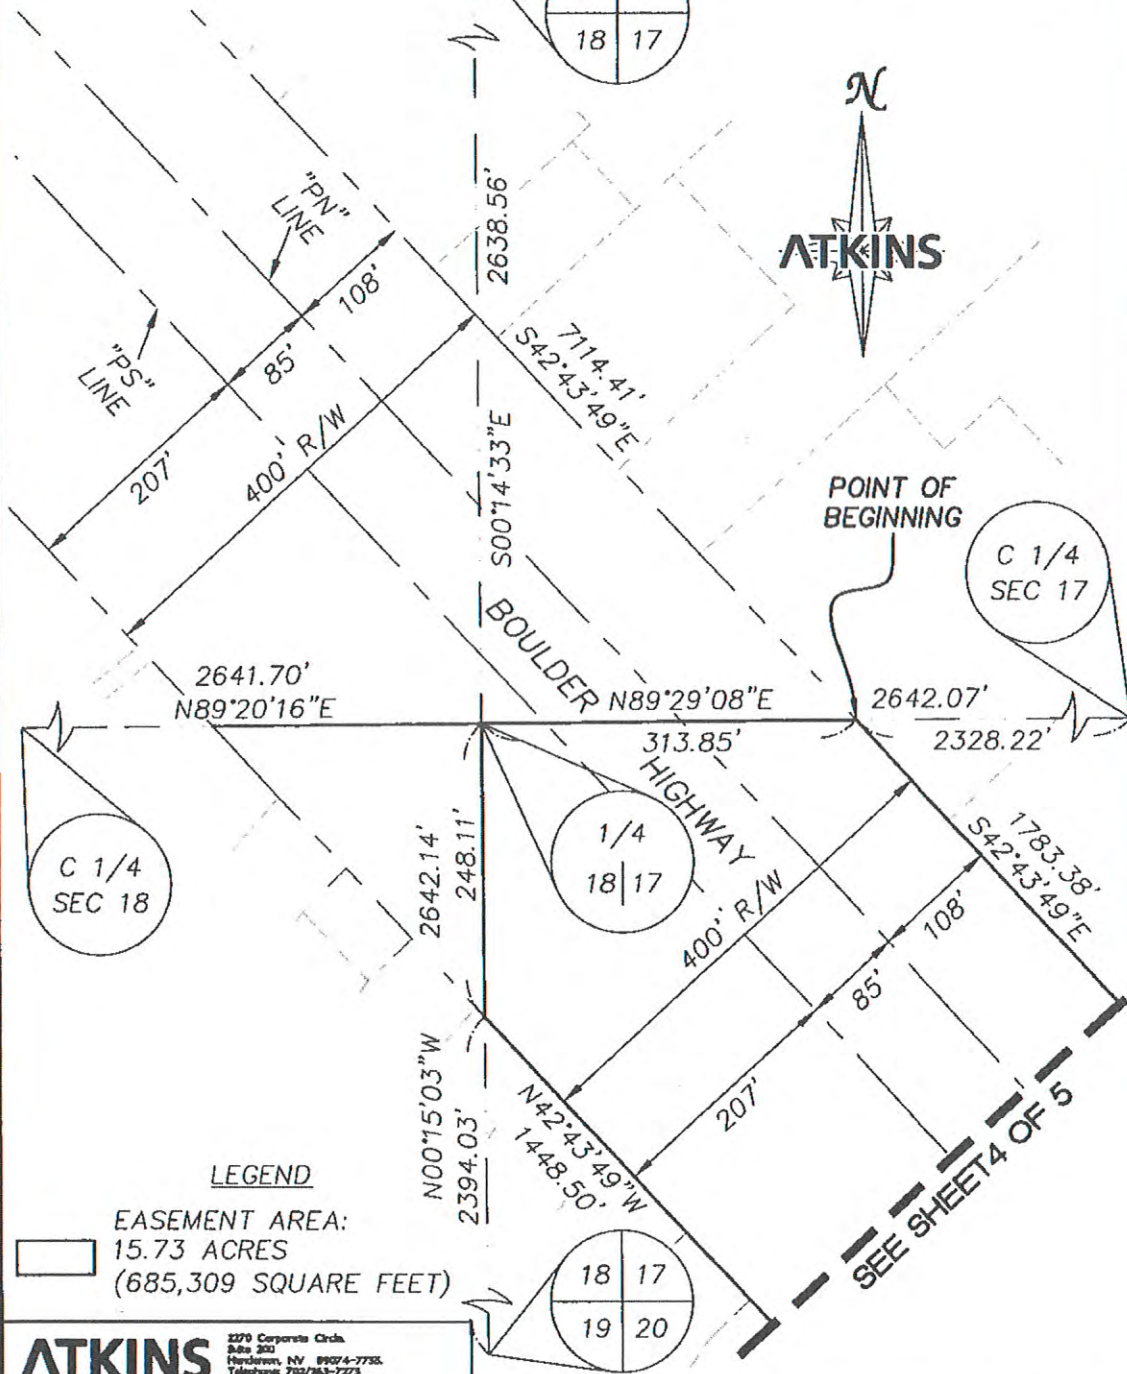 18 17
N
ATKINS
"PN"
LINE
2638.56'
108'
"PS"
LINE
85'
7114.41'
S42°43'49"E
207'
400' R/W
S00°14'33"E
POINT OF
BEGINNING
C 1/4
SEC 17
BOULDER
HIGHWAY
2641.70'
N89°20'16"E
N89°29'08"E
313.85'
2642.07'
2328.22'
C 1/4
SEC 18
2642.14'
248.11'
1/4
18 17
400' R/W
1783.38'
S42°43'49"E
108'
85'
207'
N00°15'03"W
2394.03'
N42°43'49"W
1448.50'
SEE SHEET 4 OF 5
LEGEND
EASEMENT AREA:
15.73 ACRES
(685,309 SQUARE FEET)
18 17
19 20
ATKINS
2270 Corporate Circle
Suite 200
Henderson, NV 89074-7755
Telephone 702/263-7275